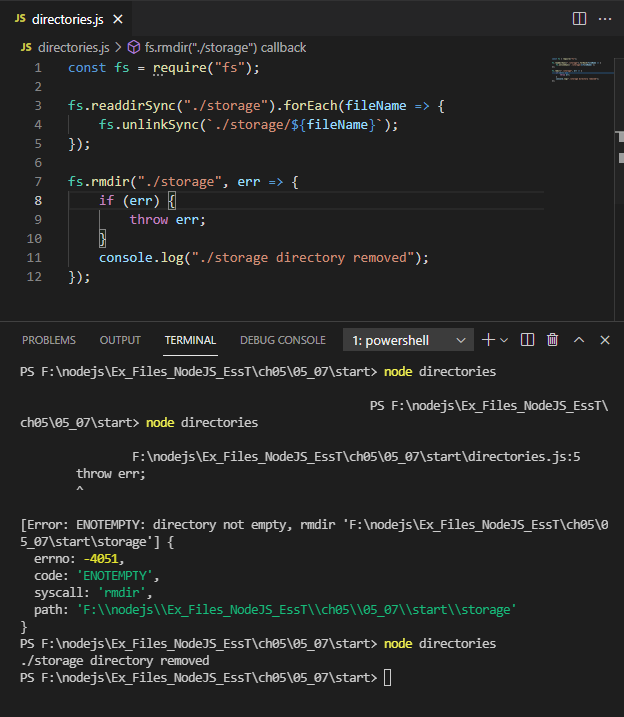 JS directories.js
JS directories.js > fs.rmdir("./storage") callback
1 const fs = require("fs");
2
3 fs.readdirSync("./storage").forEach(fileName => {
4 fs.unlinkSync(`./storage/${fileName}`);
5 });
6
7 fs.rmdir("./storage", err => {
8 if (err) {
9 throw err;
10 }
11 console.log("./storage directory removed");
12 });
PROBLEMS OUTPUT TERMINAL DEBUG CONSOLE 1: powershell
PS F:\nodejs\Ex_Files_NodeJS_EssT\ch05\05_07\start> node directories
PS F:\nodejs\Ex_Files_NodeJS_EssT\
ch05\05_07\start> node directories
F:\nodejs\Ex_Files_NodeJS_EssT\ch05\05_07\start\directories.js:5
throw err;
^
[Error: ENOTEMPTY: directory not empty, rmdir 'F:\nodejs\Ex_Files_NodeJS_EssT\ch05\0
5_07\start\storage'] {
errno: -4051,
code: 'ENOTEMPTY',
syscall: 'rmdir',
path: 'F:\\nodejs\\Ex_Files_NodeJS_EssT\\ch05\\05_07\\start\\storage'
}
PS F:\nodejs\Ex_Files_NodeJS_EssT\ch05\05_07\start> node directories
./storage directory removed
PS F:\nodejs\Ex_Files_NodeJS_EssT\ch05\05_07\start>